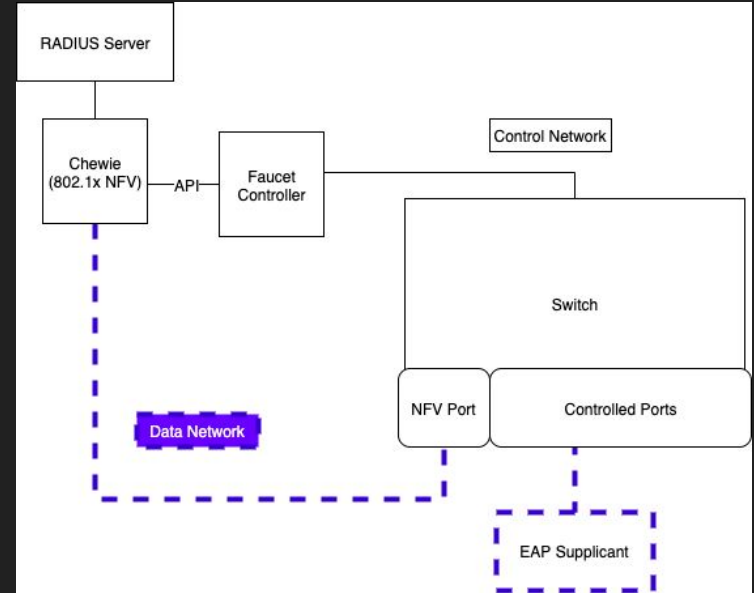 RADIUS Server
Control Network
Chewie
(802.1x NFV)
API
Faucet
Controller
Switch
NFV Port
Controlled Ports
Data Network
EAP Supplicant